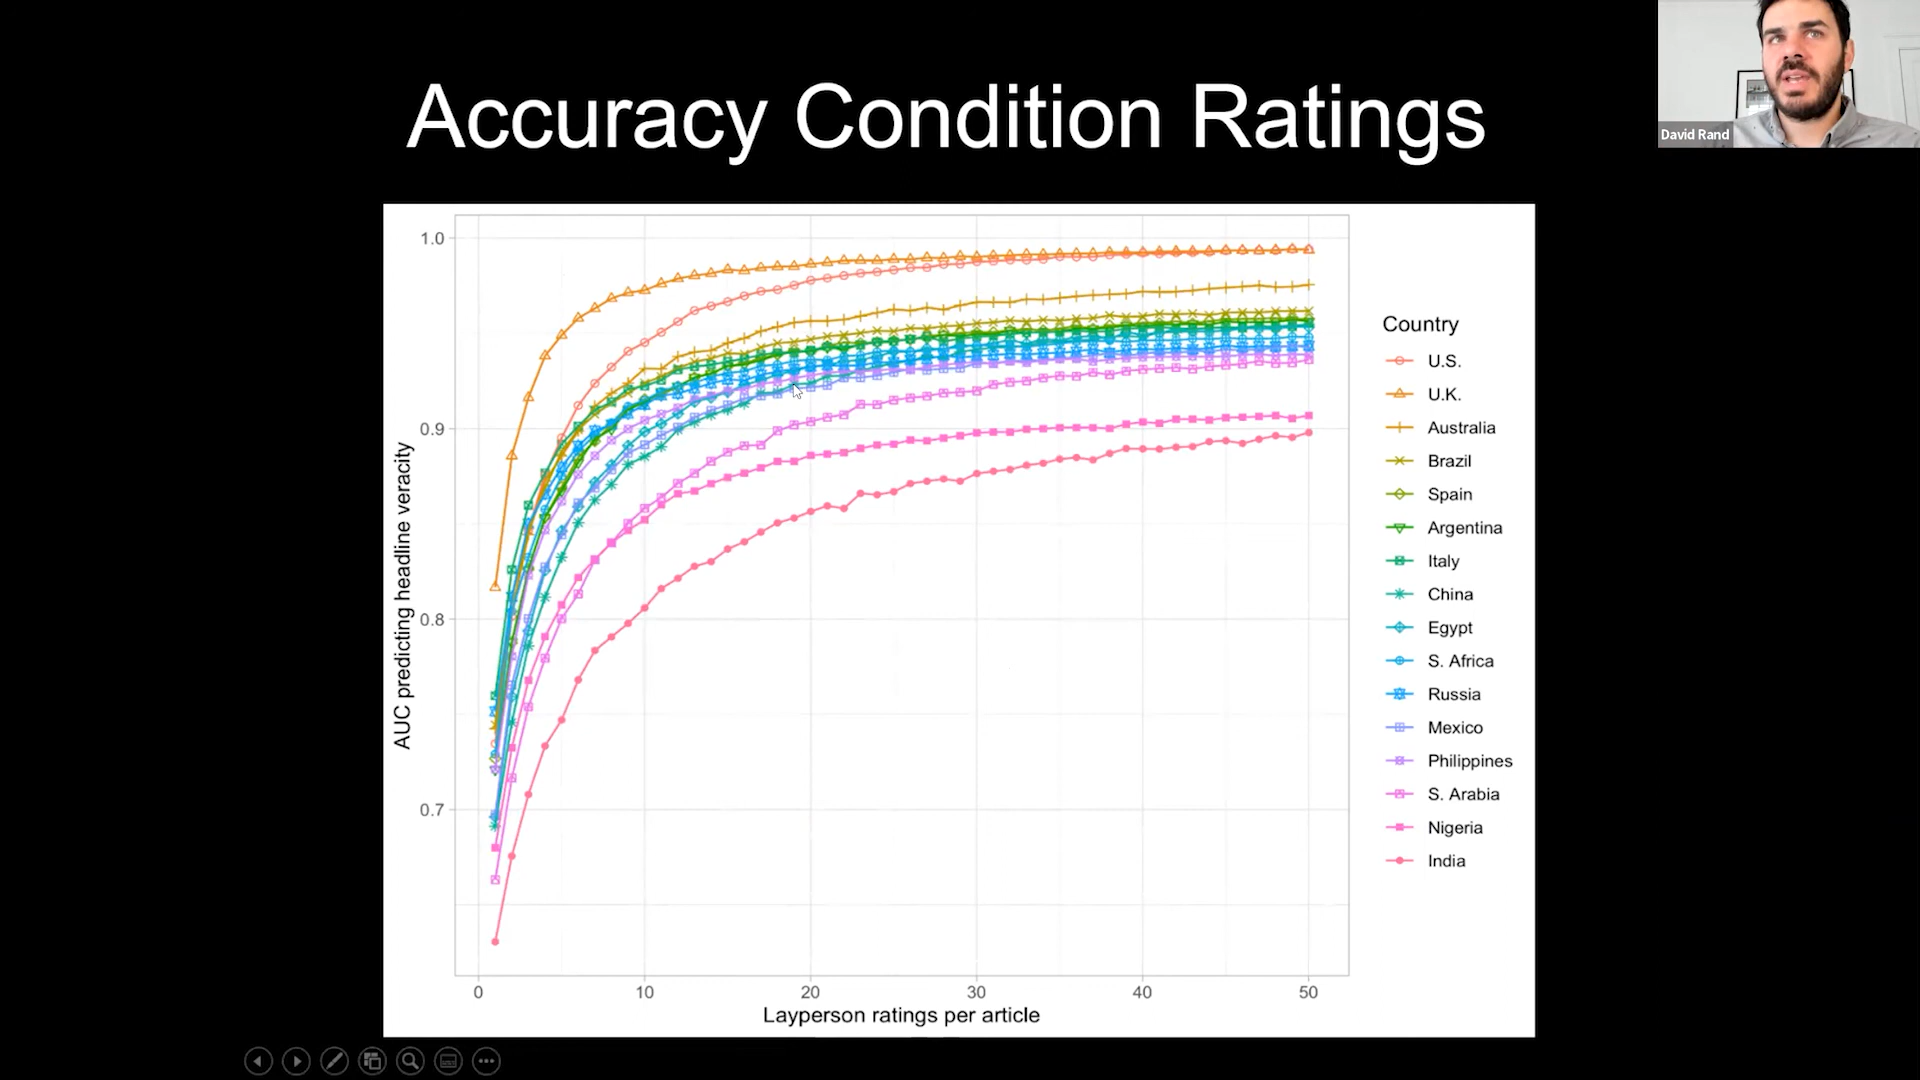 Accuracy Condition Ratings
David Rand
AUC predicting headline veracity
1.0
0.9
0.8
0.7
0
10
20
30
40
50
Layperson ratings per article
Country
U.S.
U.K.
Australia
Brazil
Spain
Argentina
Italy
China
Egypt
S. Africa
Russia
Mexico
Philippines
S. Arabia
Nigeria
India